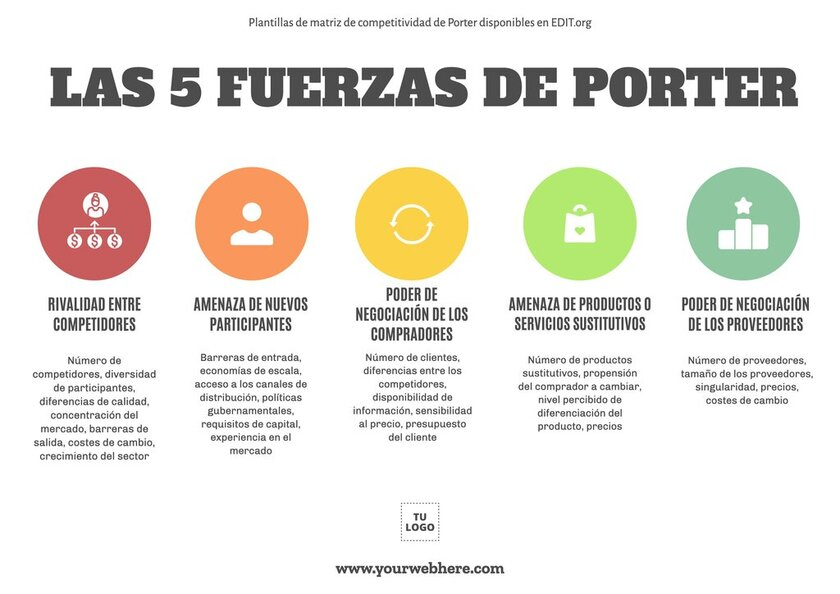 Plantillas de matriz de competitividad de Porter disponibles en EDIT.org
LAS 5 FUERZAS DE PORTER
RIVALIDAD ENTRE
COMPETIDORES
Número de
competidores, diversidad
de participantes,
diferencias de calidad,
concentración del
mercado, barreras de
salida, costes de cambio,
crecimiento del sector
AMENAZA DE NUEVOS
PARTICIPANTES
Barreras de entrada,
economías de escala,
acceso a los canales de
distribución, políticas
gubernamentales,
requisitos de capital,
experiencia en el
mercado
PODER DE
NEGOCIACIÓN DE LOS
COMPRADORES
Número de clientes,
diferencias entre los
competidores,
disponibilidad de
información, sensibilidad
al precio, presupuesto
del cliente
AMENAZA DE PRODUCTOS O
SERVICIOS SUSTITUTIVOS
Número de productos
sustitutivos, propensión
del comprador a cambiar,
nivel percibido de
diferenciación del
producto, precios
PODER DE NEGOCIACIÓN
DE LOS PROVEEDORES
Número de proveedores,
tamaño de los proveedores,
singularidad, precios,
costes de cambio
TU
LOGO
www.yourwebhere.com